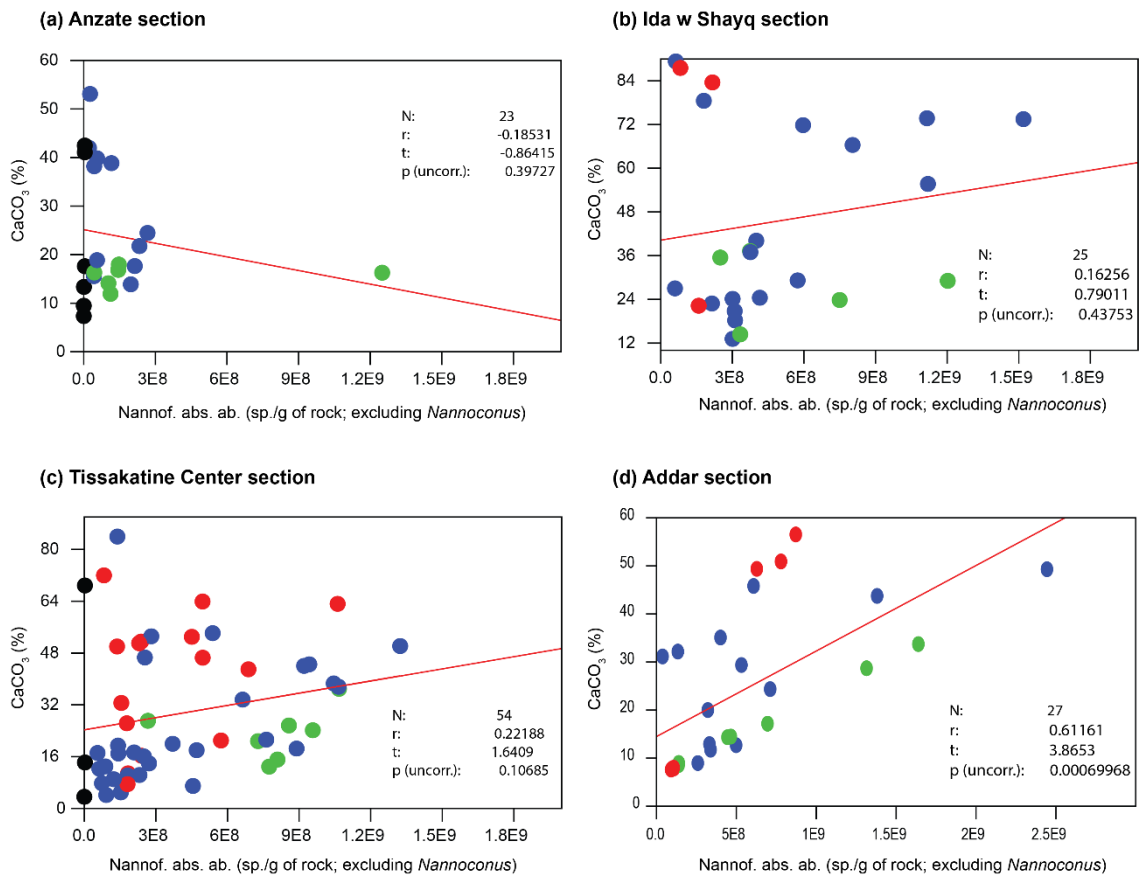 (a) Anzate section
60
50
40
30
20
10
0
CaCO3 (%)
N: 23
r: -0.18531
t: -0.86415
p (uncorr.): 0.39727
0.0 3E8 9E8 1.2E9 1.5E9 1.8E9
Nannof. abs. ab. (sp./g of rock; excluding Nannoconus)
(b) Ida w Shayq section
84
72
60
48
36
24
12
CaCO3 (%)
N: 25
r: 0.16256
t: 0.79011
p (uncorr.): 0.43753
0.0 3E8 9E8 1.2E9 1.5E9 1.8E9
Nannof. abs. ab. (sp./g of rock; excluding Nannoconus)
(c) Tissakatine Center section
80
64
48
32
16
0
CaCO3 (%)
N: 54
r: 0.22188
t: 1.6409
p (uncorr.): 0.10685
0.0 3E8 9E8 1.2E9 1.5E9 1.8E9
Nannof. abs. ab. (sp./g of rock; excluding Nannoconus)
(d) Addar section
60
50
40
30
20
10
0
CaCO3 (%)
N: 27
r: 0.61161
t: 3.8653
p (uncorr.): 0.00069968
0.0 5E8 1E9 1.5E9 2E9 2.5E9
Nannof. abs. ab. (sp./g of rock; excluding Nannoconus)